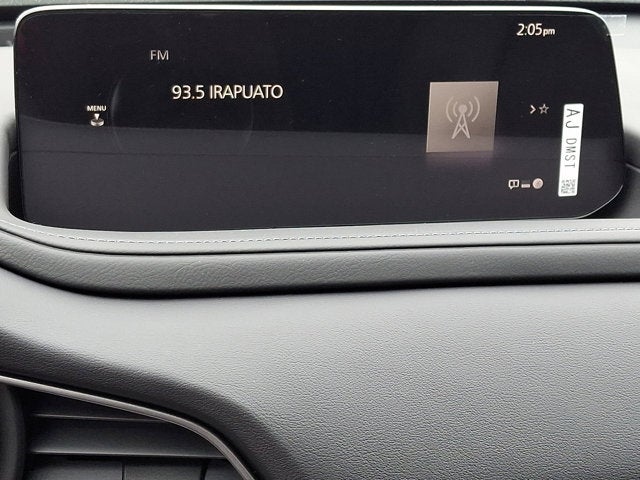 2:05pm
FM
93.5 IRAPUATO
MENU
AJ DMST